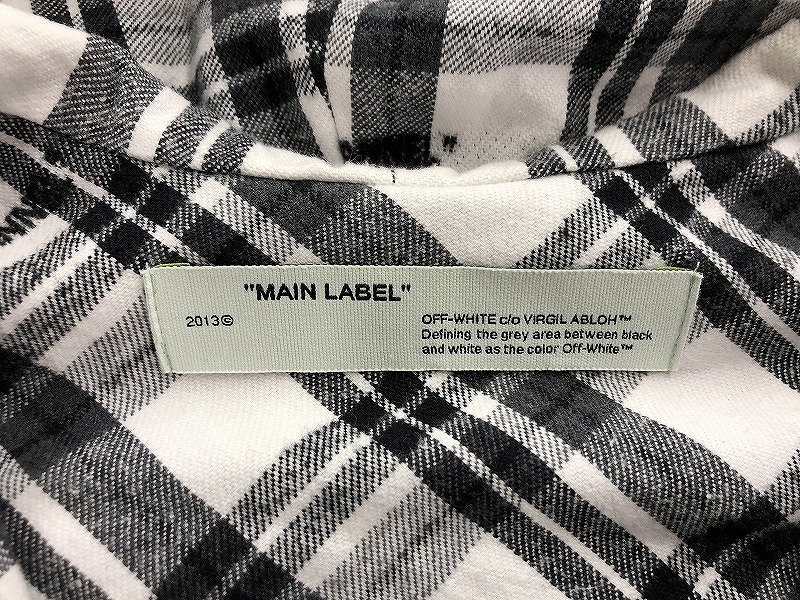 "MAIN LABEL"
2013©
OFF-WHITE c/o VIRGIL ABLOH™
Defining the grey area between black
and white as the color Off-White™